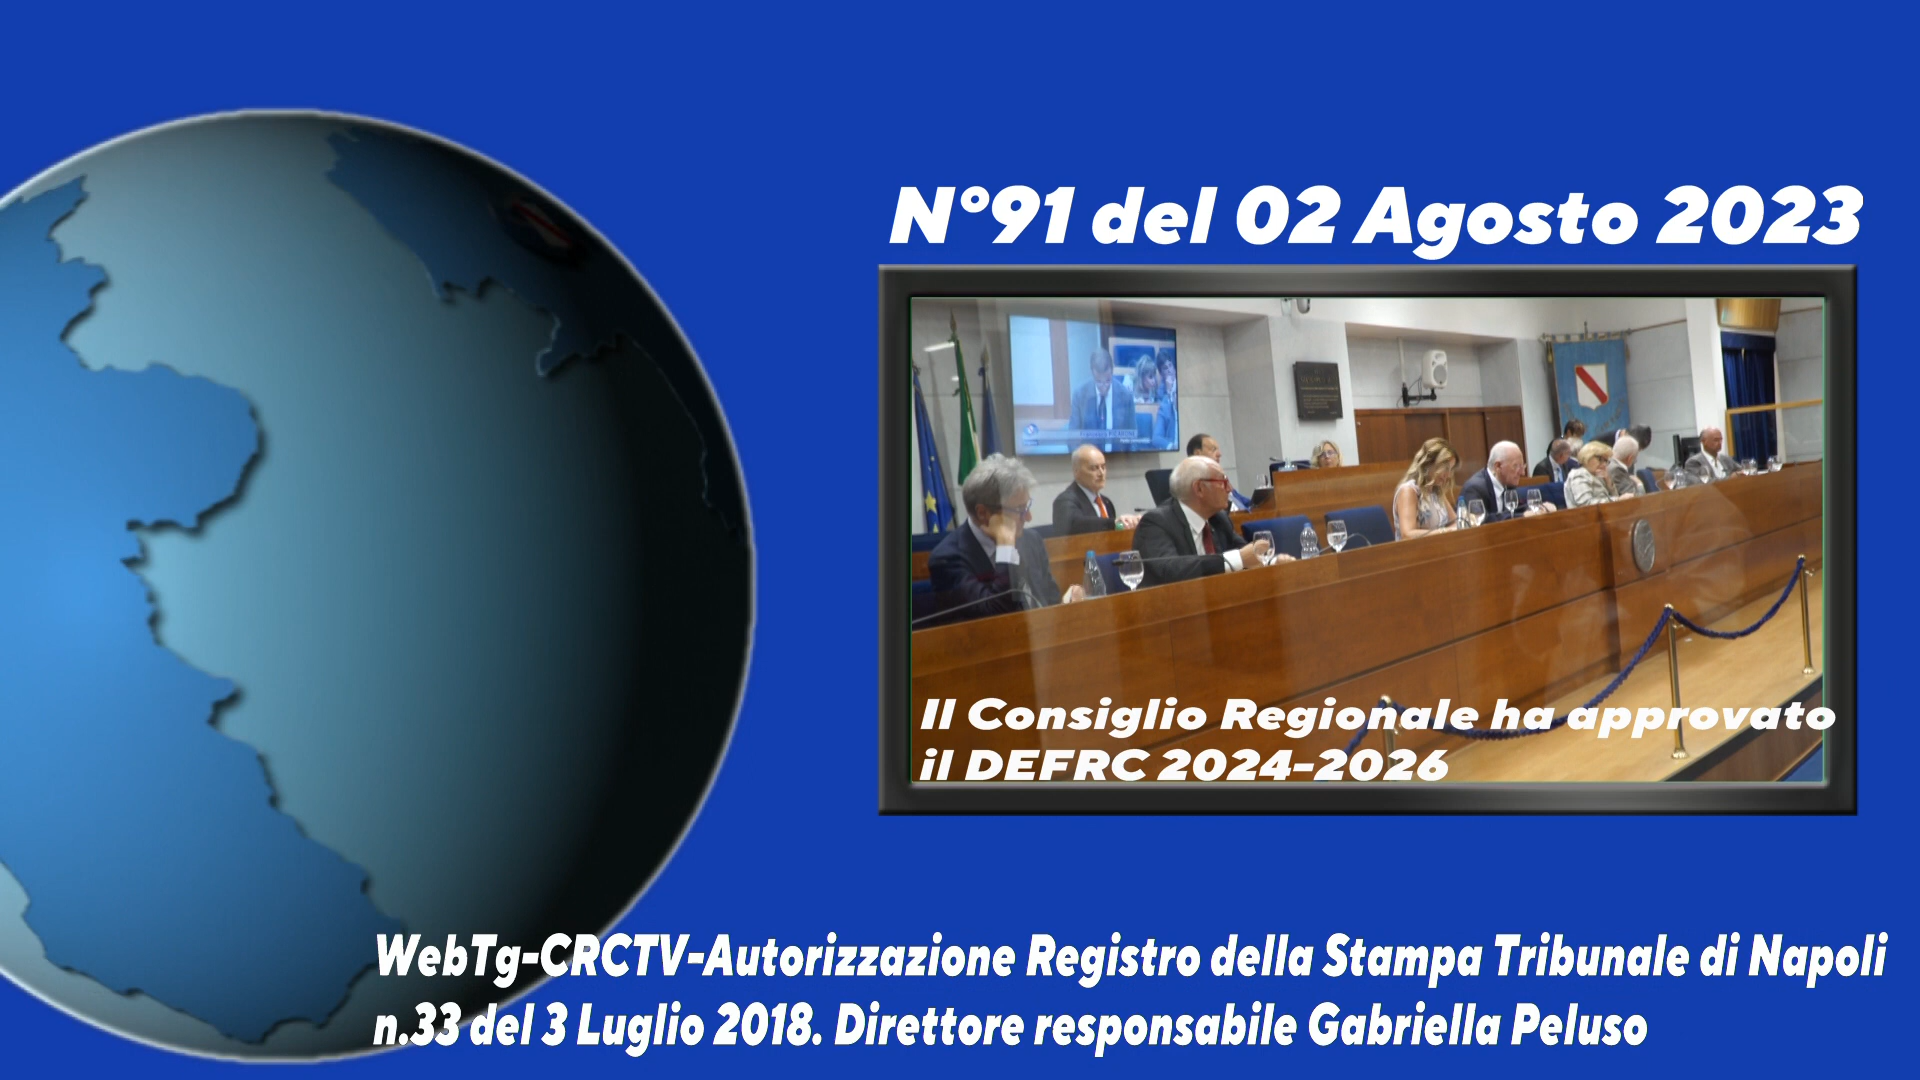 N°91 del 02 Agosto 2023
Il Consiglio Regionale ha approvato
il DEFRC 2024-2026
WebTg-CRCTV-Autorizzazione Registro della Stampa Tribunale di Napoli
n.33 del 3 Luglio 2018. Direttore responsabile Gabriella Peluso